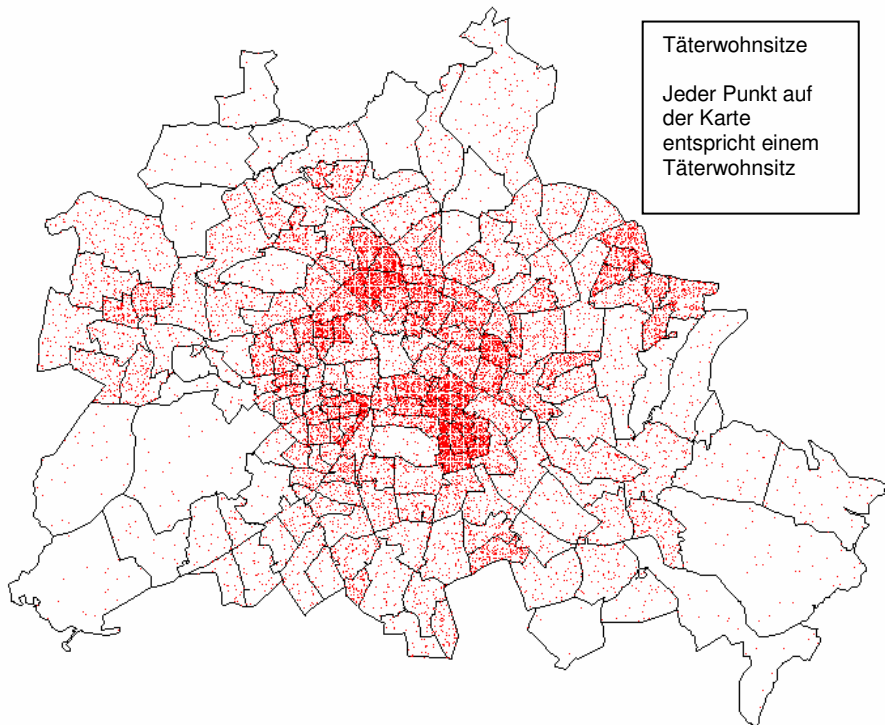 Täterwohnsitze
Jeder Punkt auf
der Karte
entspricht einem
Täterwohnsitz